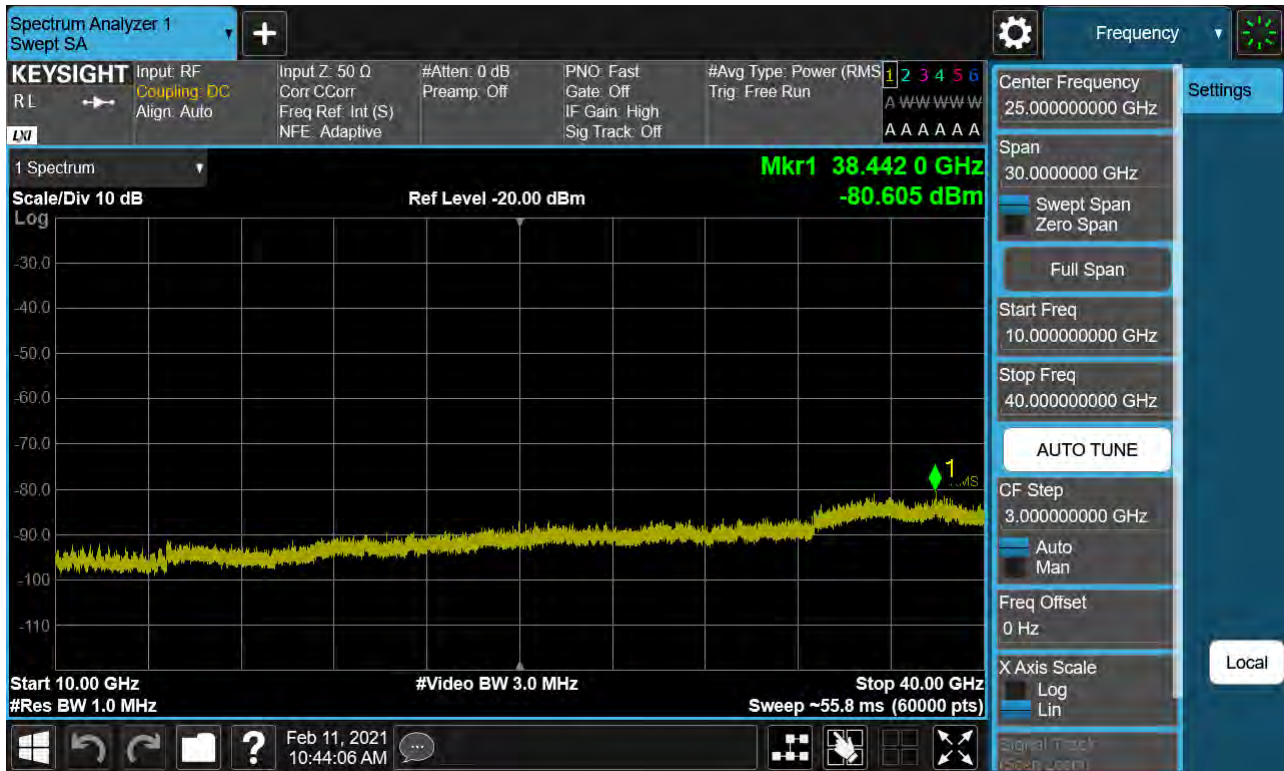 Spectrum Analyzer 1
Swept SA
+
Frequency
KEYSIGHT
RL
LXI
Input: RF
Coupling: DC
Align: Auto
Input Z: 50 Ω
Corr CCorr
Freq Ref: Int (S)
NFE: Adaptive
#Atten: 0 dB
Preamp: Off
PNO: Fast
Gate: Off
IF Gain: High
Sig Track: Off
#Avg Type: Power (RMS
Trig: Free Run
1 2 3 4 5 6
A W W W W W
A A A A A A
1 Spectrum
Scale/Div 10 dB
Log
Ref Level -20.00 dBm
Mkr1 38.442 0 GHz
-80.605 dBm
-30.0
-40.0
-50.0
-60.0
-70.0
-80.0
-90.0
-100
-110
1
Start 10.00 GHz
#Res BW 1.0 MHz
#Video BW 3.0 MHz
Stop 40.00 GHz
Sweep ~55.8 ms (60000 pts)
Center Frequency
25.000000000 GHz
Span
30.0000000 GHz
Swept Span
Zero Span
Full Span
Start Freq
10.000000000 GHz
Stop Freq
40.000000000 GHz
AUTO TUNE
CF Step
3.000000000 GHz
Auto
Man
Freq Offset
0 Hz
X Axis Scale
Log
Lin
Signal Track
(Span Zoom)
Settings
Local
?
Feb 11, 2021
10:44:06 AM